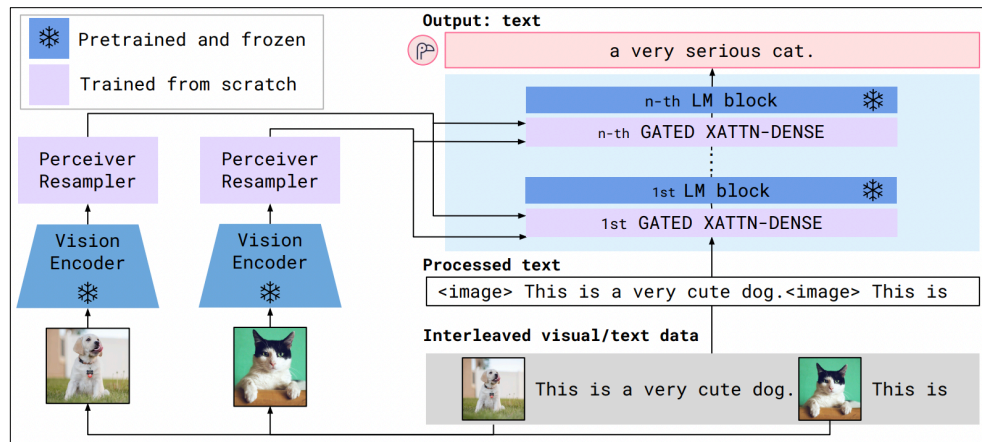 Pretrained and frozen
Trained from scratch
Perceiver
Resampler
Perceiver
Resampler
Vision
Encoder
Vision
Encoder
Output: text
a very serious cat.
n-th LM block
n-th GATED XATTN-DENSE
1st LM block
1st GATED XATTN-DENSE
Processed text
<image> This is a very cute dog.<image> This is
Interleaved visual/text data
This is a very cute dog.
This is